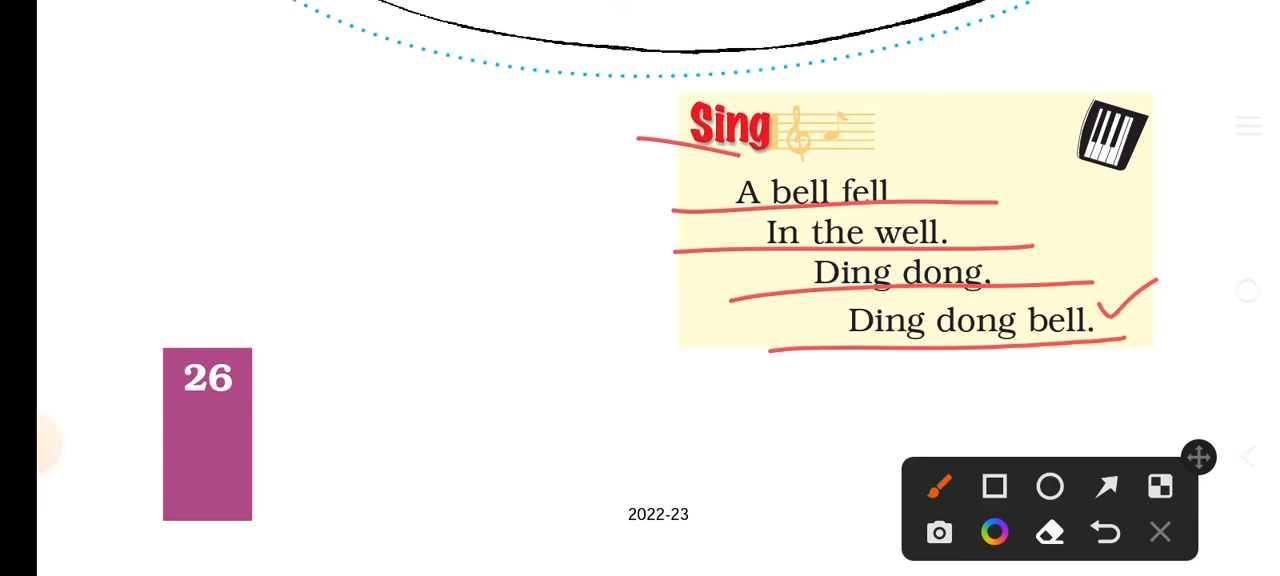 Sing
A bell fell
In the well.
Ding dong,
Ding dong bell.
26
2022-23